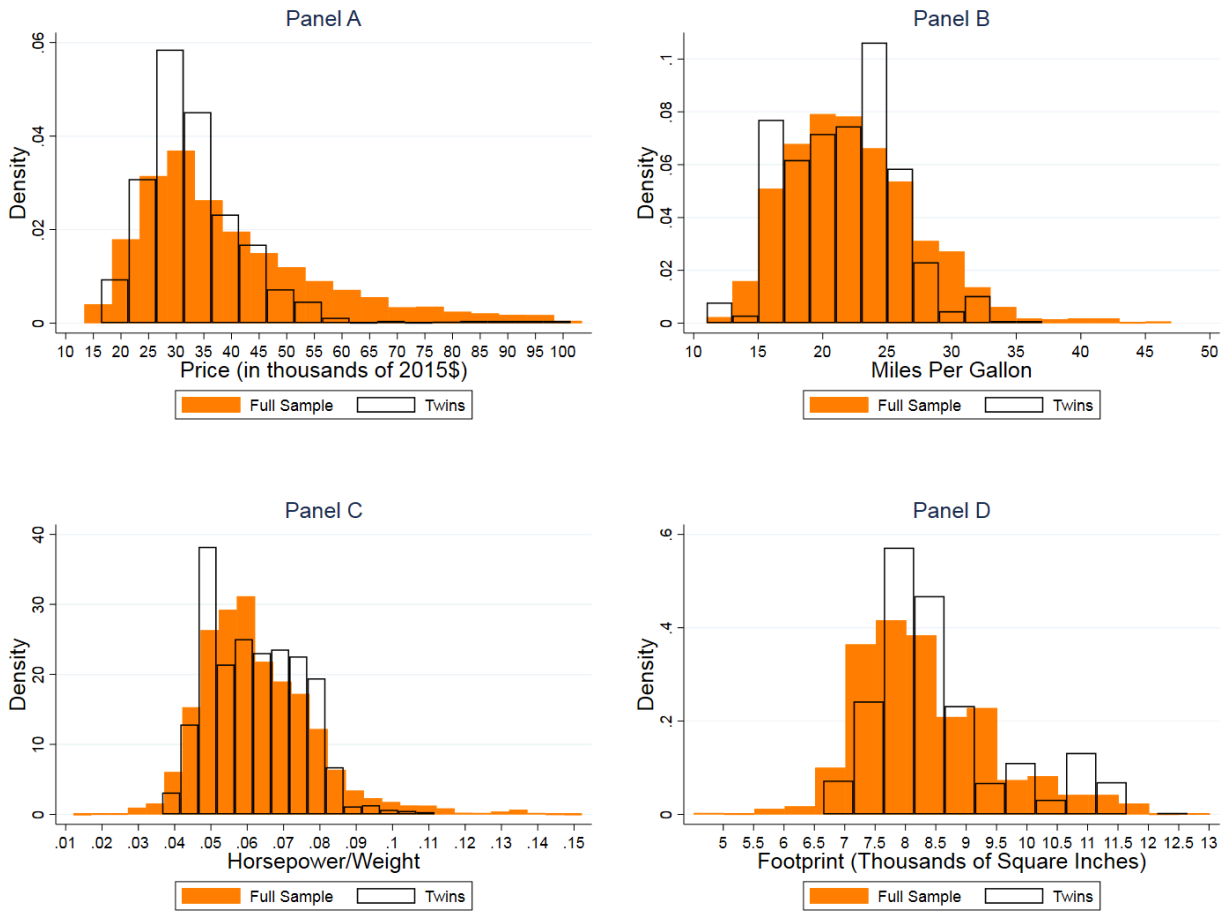 Panel A
Density
0 .02 .04 .06
10 15 20 25 30 35 40 45 50 55 60 65 70 75 80 85 90 95 100
Price (in thousands of 2015$)
Full Sample Twins
Panel B
Density
0 .02 .04 .06 .08 .1
10 15 20 25 30 35 40 45 50
Miles Per Gallon
Full Sample Twins
Panel C
Density
0 10 20 30 40
.01 .02 .03 .04 .05 .06 .07 .08 .09 .1 .11 .12 .13 .14 .15
Horsepower/Weight
Full Sample Twins
Panel D
Density
0 .2 .4 .6
5 5.5 6 6.5 7 7.5 8 8.5 9 9.5 10 10.5 11 11.5 12 12.5 13
Footprint (Thousands of Square Inches)
Full Sample Twins